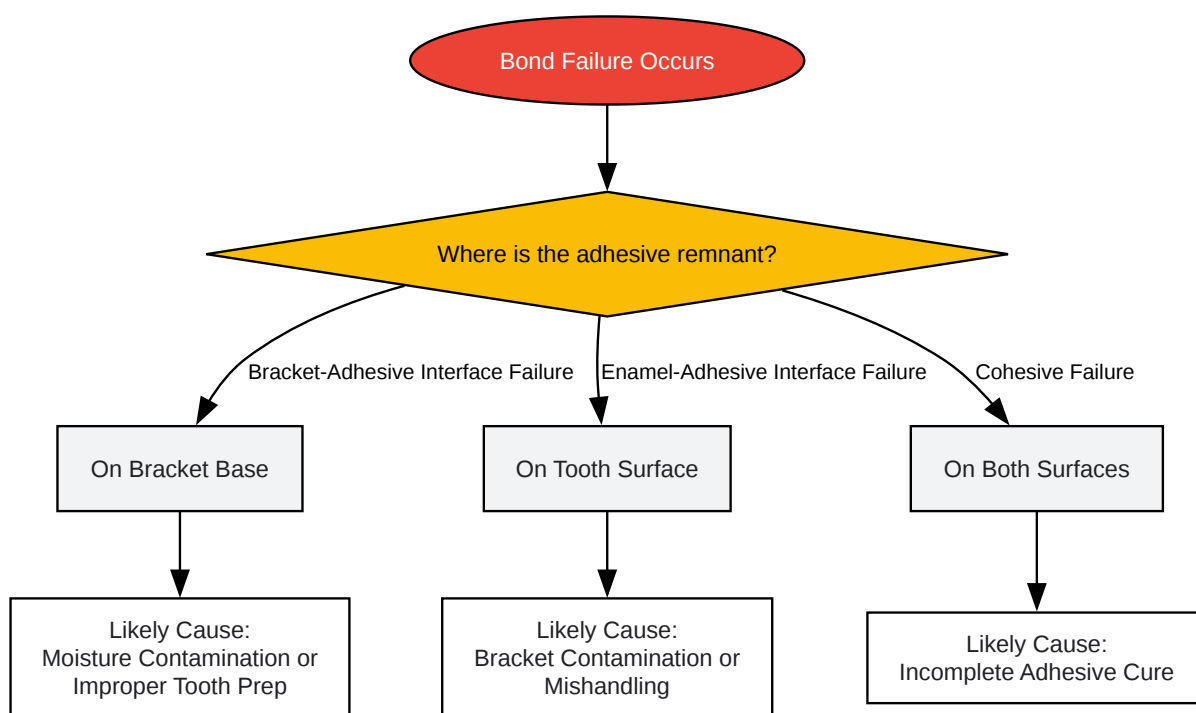 Bond Failure Occurs
Where is the adhesive remnant?
Bracket-Adhesive Interface Failure
Enamel-Adhesive Interface Failure
Cohesive Failure
On Bracket Base
On Tooth Surface
On Both Surfaces
Likely Cause:
Moisture Contamination or
Improper Tooth Prep
Likely Cause:
Bracket Contamination or
Mishandling
Likely Cause:
Incomplete Adhesive Cure